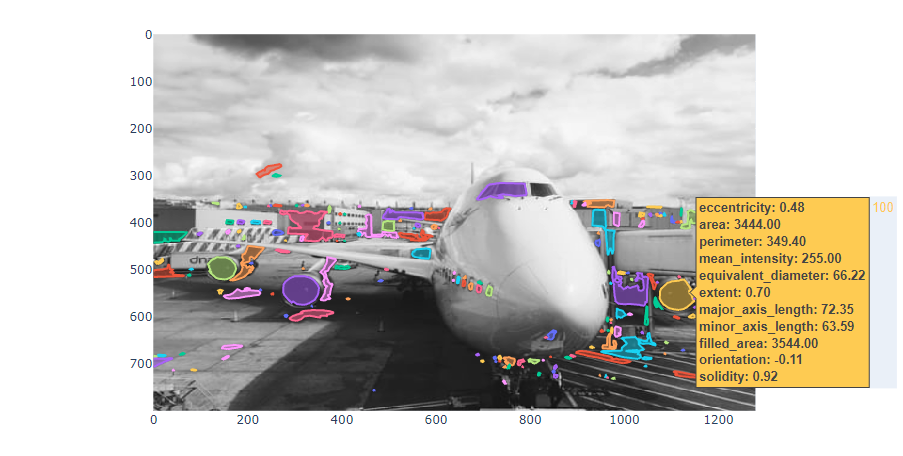 0
100
200
300
400
500
600
700
0
200
400
600
800
1000
1200
eccentricity: 0.48
area: 3444.00
perimeter: 349.40
mean_intensity: 255.00
equivalent_diameter: 66.22
extent: 0.70
major_axis_length: 72.35
minor_axis_length: 63.59
filled_area: 3544.00
orientation: -0.11
solidity: 0.92
100